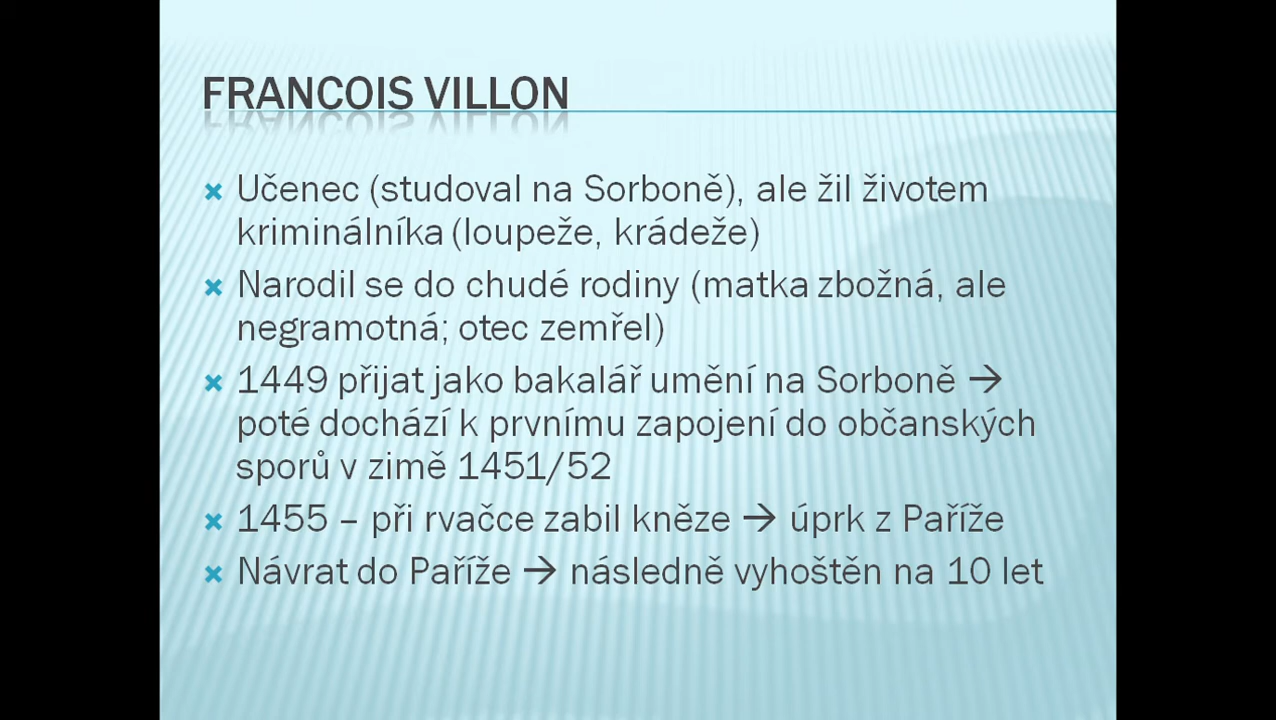 FRANCOIS VILLON
Učenec (studoval na Sorboně), ale žil životem
kriminálníka (loupeže, krádeže)
Narodil se do chudé rodiny (matka zbožná, ale
negramotná; otec zemřel)
1449 přijat jako bakalář umění na Sorboně →
poté dochází k prvnímu zapojení do občanských
sporů v zimě 1451/52
1455 – při rvačce zabil kněze → úprk z Paříže
Návrat do Paříže → následně vyhoštěn na 10 let